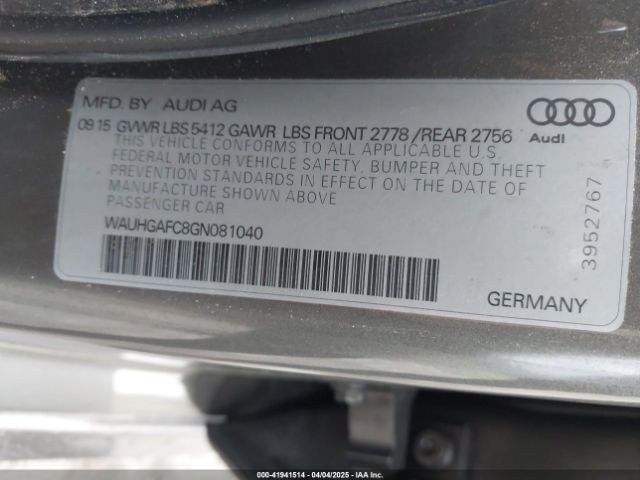 MFD. BY AUDI AG
09 15 GVWR LBS 5412 GAWR LBS FRONT 2778 / REAR 2756
THIS VEHICLE CONFORMS TO ALL APPLICABLE U.S
FEDERAL MOTOR VEHICLE SAFETY, BUMPER AND THEFT
PREVENTION STANDARDS IN EFFECT ON THE DATE OF
MANUFACTURE SHOWN ABOVE
PASSENGER CAR
WAUHGAFC8GN081040
Audi
3952767
GERMANY
000-41941514 - 04/04/2025 - IAA Inc.